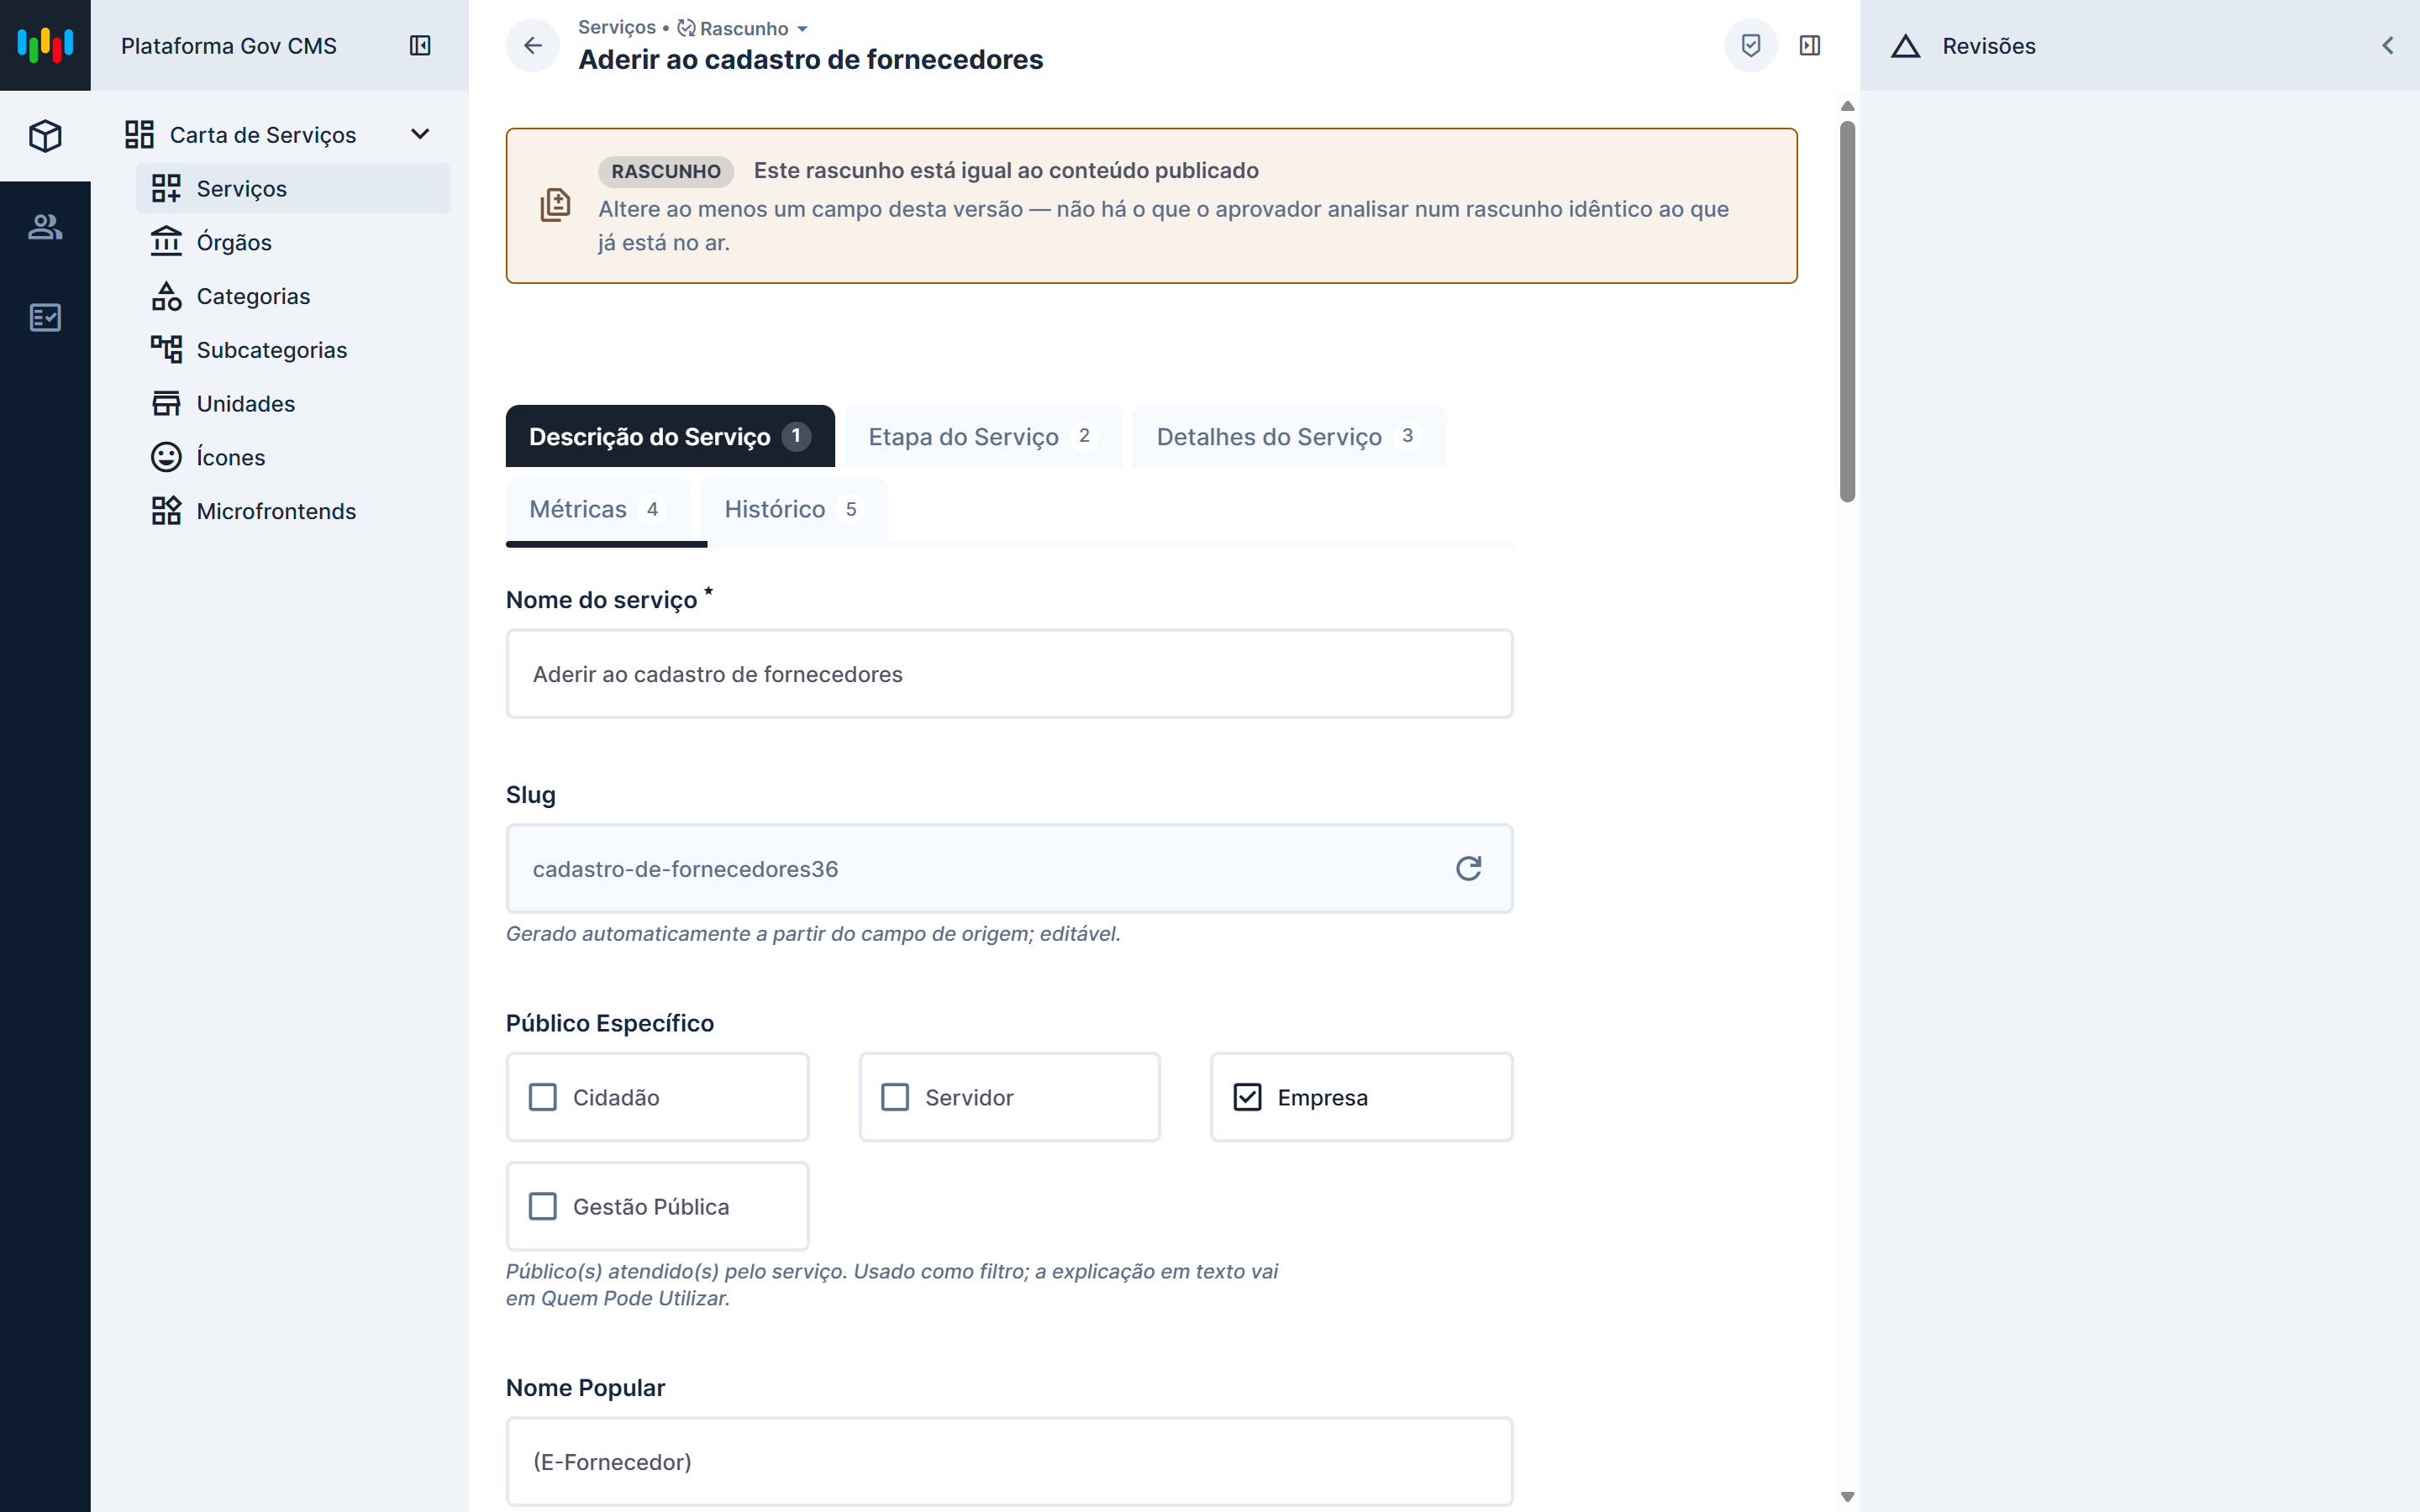 Plataforma Gov CMS
Carta de Serviços
Serviços
Órgãos
Categorias
Subcategorias
Unidades
Ícones
Microfrontends
Serviços • Rascunho
Aderir ao cadastro de fornecedores
RASCUNHO Este rascunho está igual ao conteúdo publicado
Altere ao menos um campo desta versão — não há o que o aprovador analisar num rascunho idêntico ao que
já está no ar.
Descrição do Serviço 1 Etapa do Serviço 2 Detalhes do Serviço 3
Métricas 4 Histórico 5
Nome do serviço *
Aderir ao cadastro de fornecedores
Slug
cadastro-de-fornecedores36
Gerado automaticamente a partir do campo de origem; editável.
Público Específico
Cidadão Servidor Empresa
Gestão Pública
Público(s) atendido(s) pelo serviço. Usado como filtro; a explicação em texto vai
em Quem Pode Utilizar.
Nome Popular
(E-Fornecedor)
Revisões